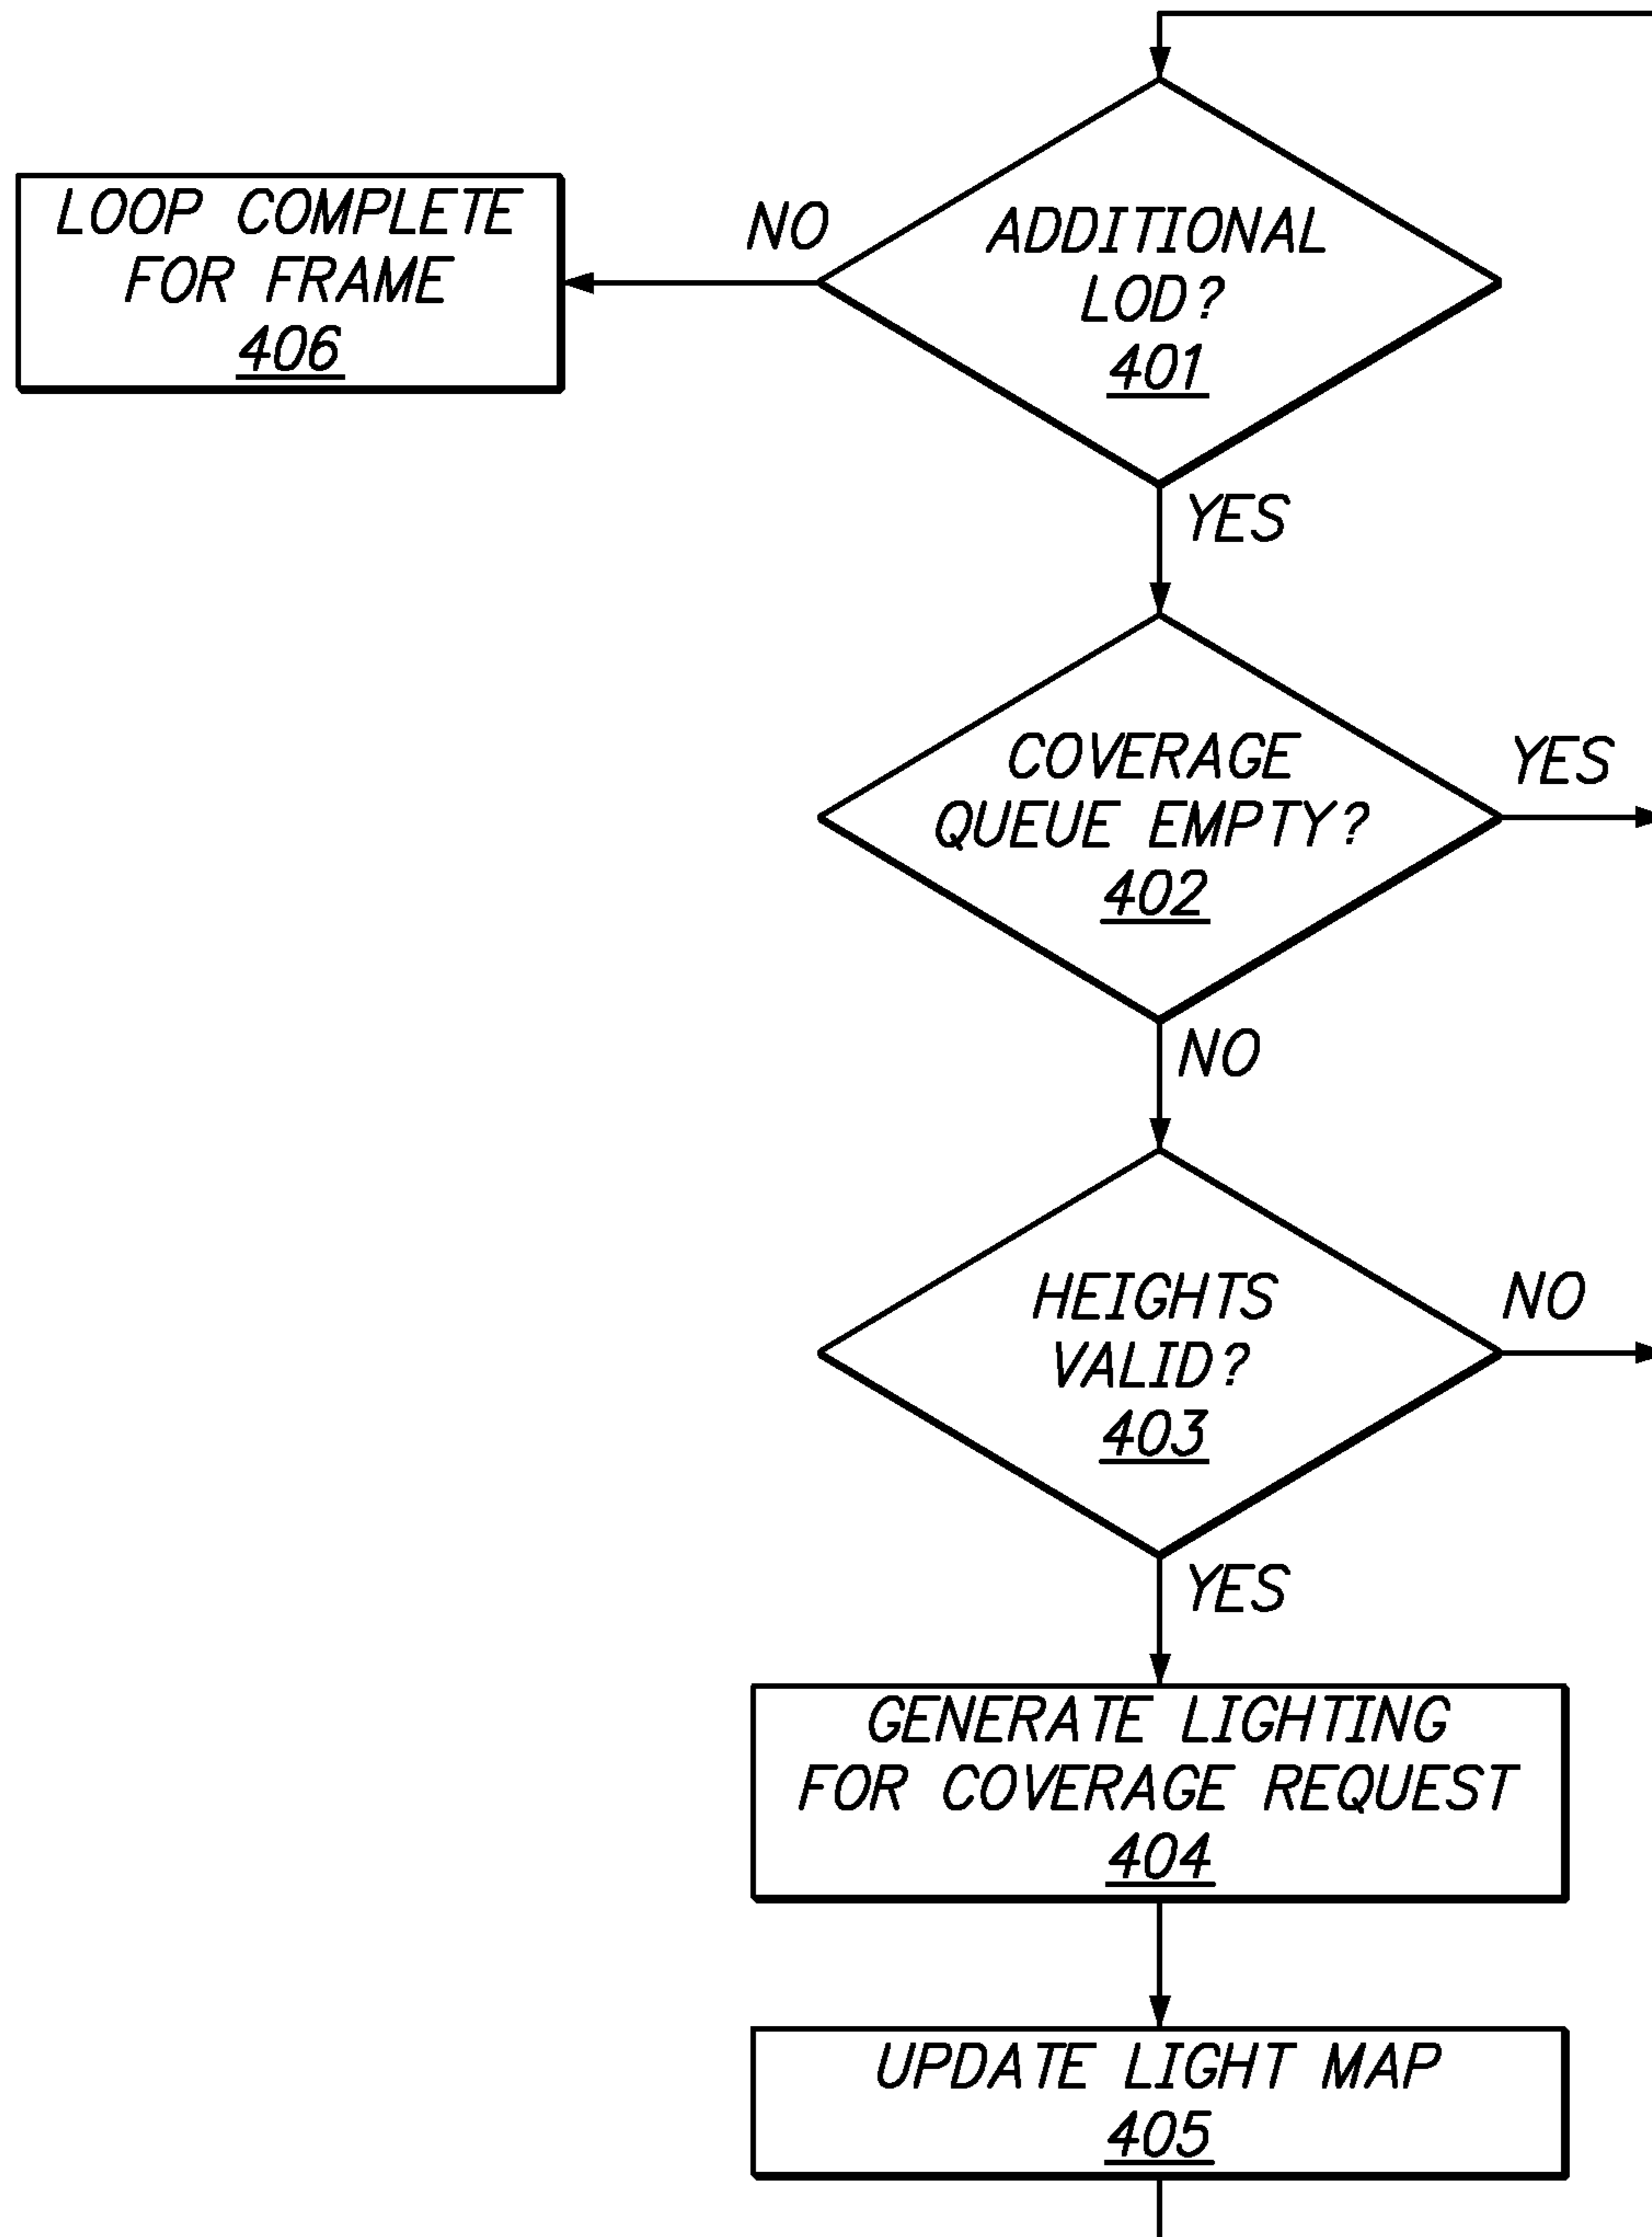 LOOP COMPLETE
FOR FRAME
406
NO
ADDITIONAL
LOD?
401
YES
COVERAGE
QUEUE EMPTY?
402
YES
NO
HEIGHTS
VALID?
403
NO
YES
GENERATE LIGHTING
FOR COVERAGE REQUEST
404
UPDATE LIGHT MAP
405